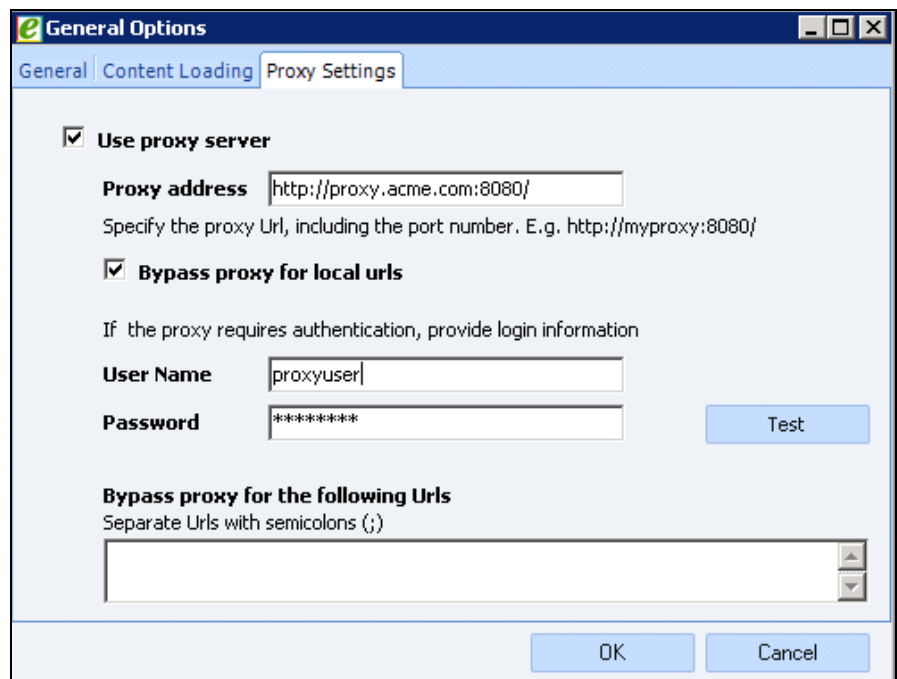 General Options
General Content Loading Proxy Settings
Use proxy server
Proxy address http://proxy.acme.com:8080/
Specify the proxy Url, including the port number. E.g. http://myproxy:8080/
Bypass proxy for local urls
If the proxy requires authentication, provide login information
User Name proxyuser
Password ********
Test
Bypass proxy for the following Urls
Separate Urls with semicolons (;)
OK Cancel